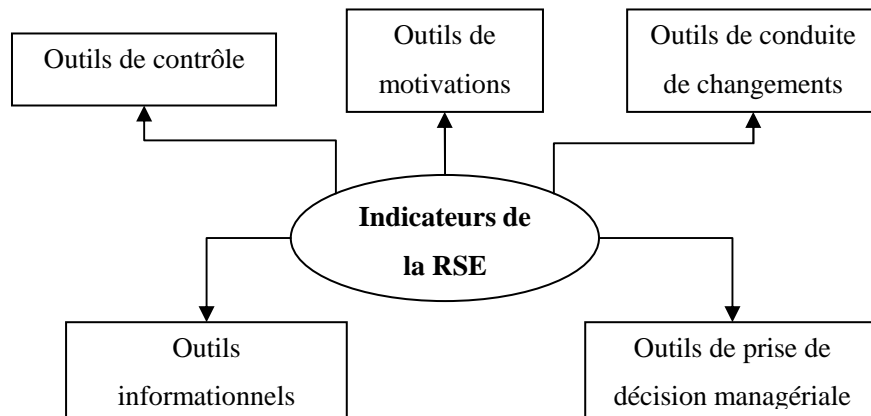 Outils de contrôle
Outils de
motivations
Outils de conduite
de changements
Indicateurs de
la RSE
Outils
informationnels
Outils de prise de
décision managériale